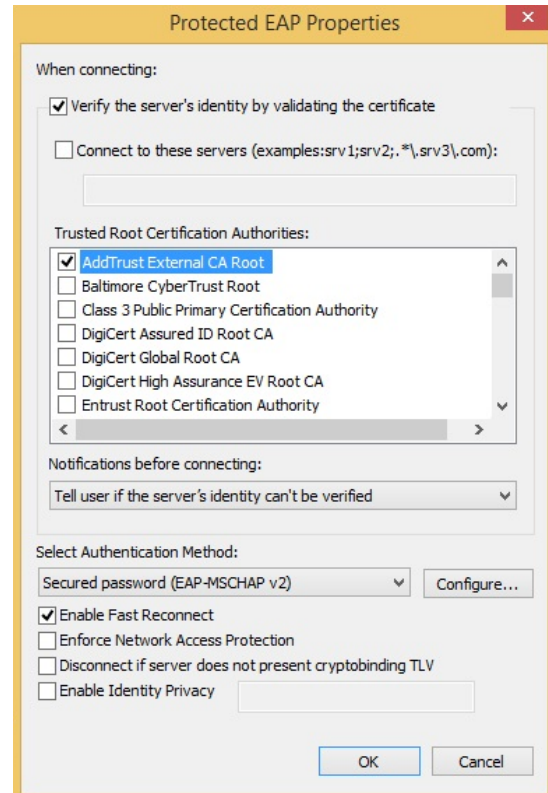 Protected EAP Properties
When connecting:
Verify the server's identity by validating the certificate
Connect to these servers (examples:srv1;srv2;.*\.srv3\.com):
Trusted Root Certification Authorities:
AddTrust External CA Root
Baltimore CyberTrust Root
Class 3 Public Primary Certification Authority
DigiCert Assured ID Root CA
DigiCert Global Root CA
DigiCert High Assurance EV Root CA
Entrust Root Certification Authority
Notifications before connecting:
Tell user if the server's identity can't be verified
Select Authentication Method:
Secured password (EAP-MSCHAP v2) Configure...
Enable Fast Reconnect
Enforce Network Access Protection
Disconnect if server does not present cryptobinding TLV
Enable Identity Privacy
OK Cancel